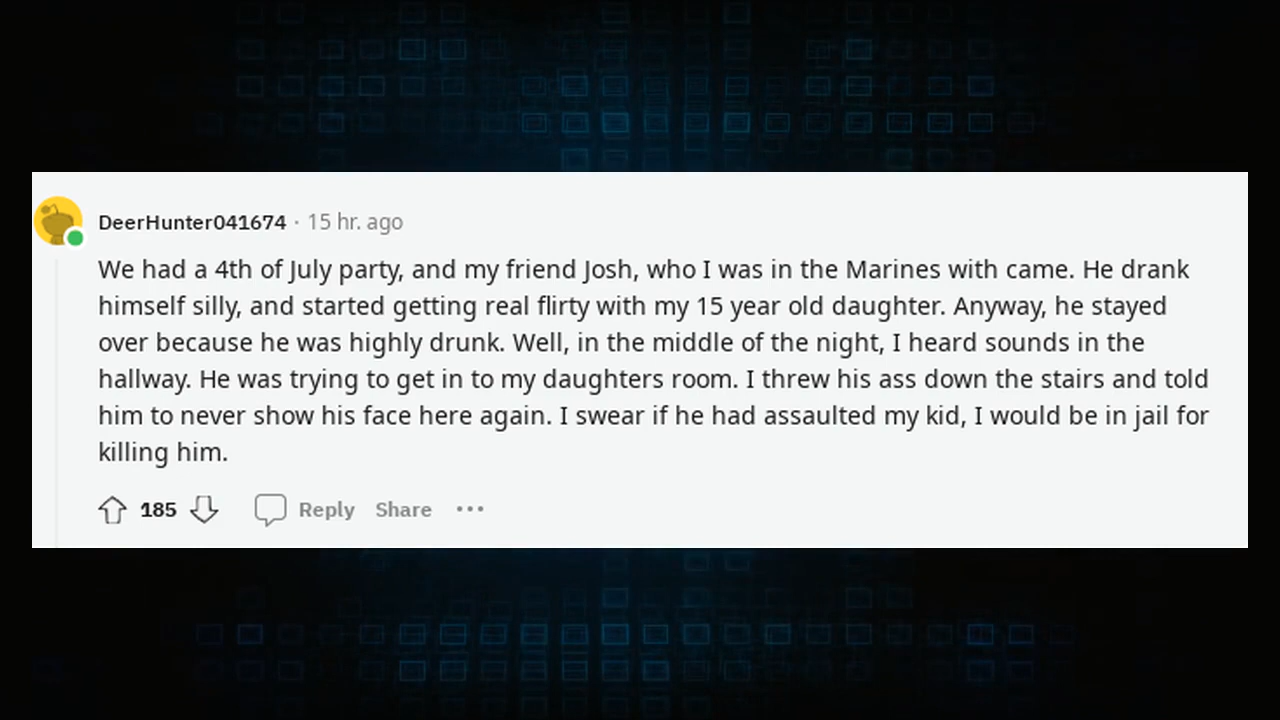 DeerHunter041674 · 15 hr. ago
We had a 4th of July party, and my friend Josh, who I was in the Marines with came. He drank
himself silly, and started getting real flirty with my 15 year old daughter. Anyway, he stayed
over because he was highly drunk. Well, in the middle of the night, I heard sounds in the
hallway. He was trying to get in to my daughters room. I threw his ass down the stairs and told
him to never show his face here again. I swear if he had assaulted my kid, I would be in jail for
killing him.
185 Reply Share •••